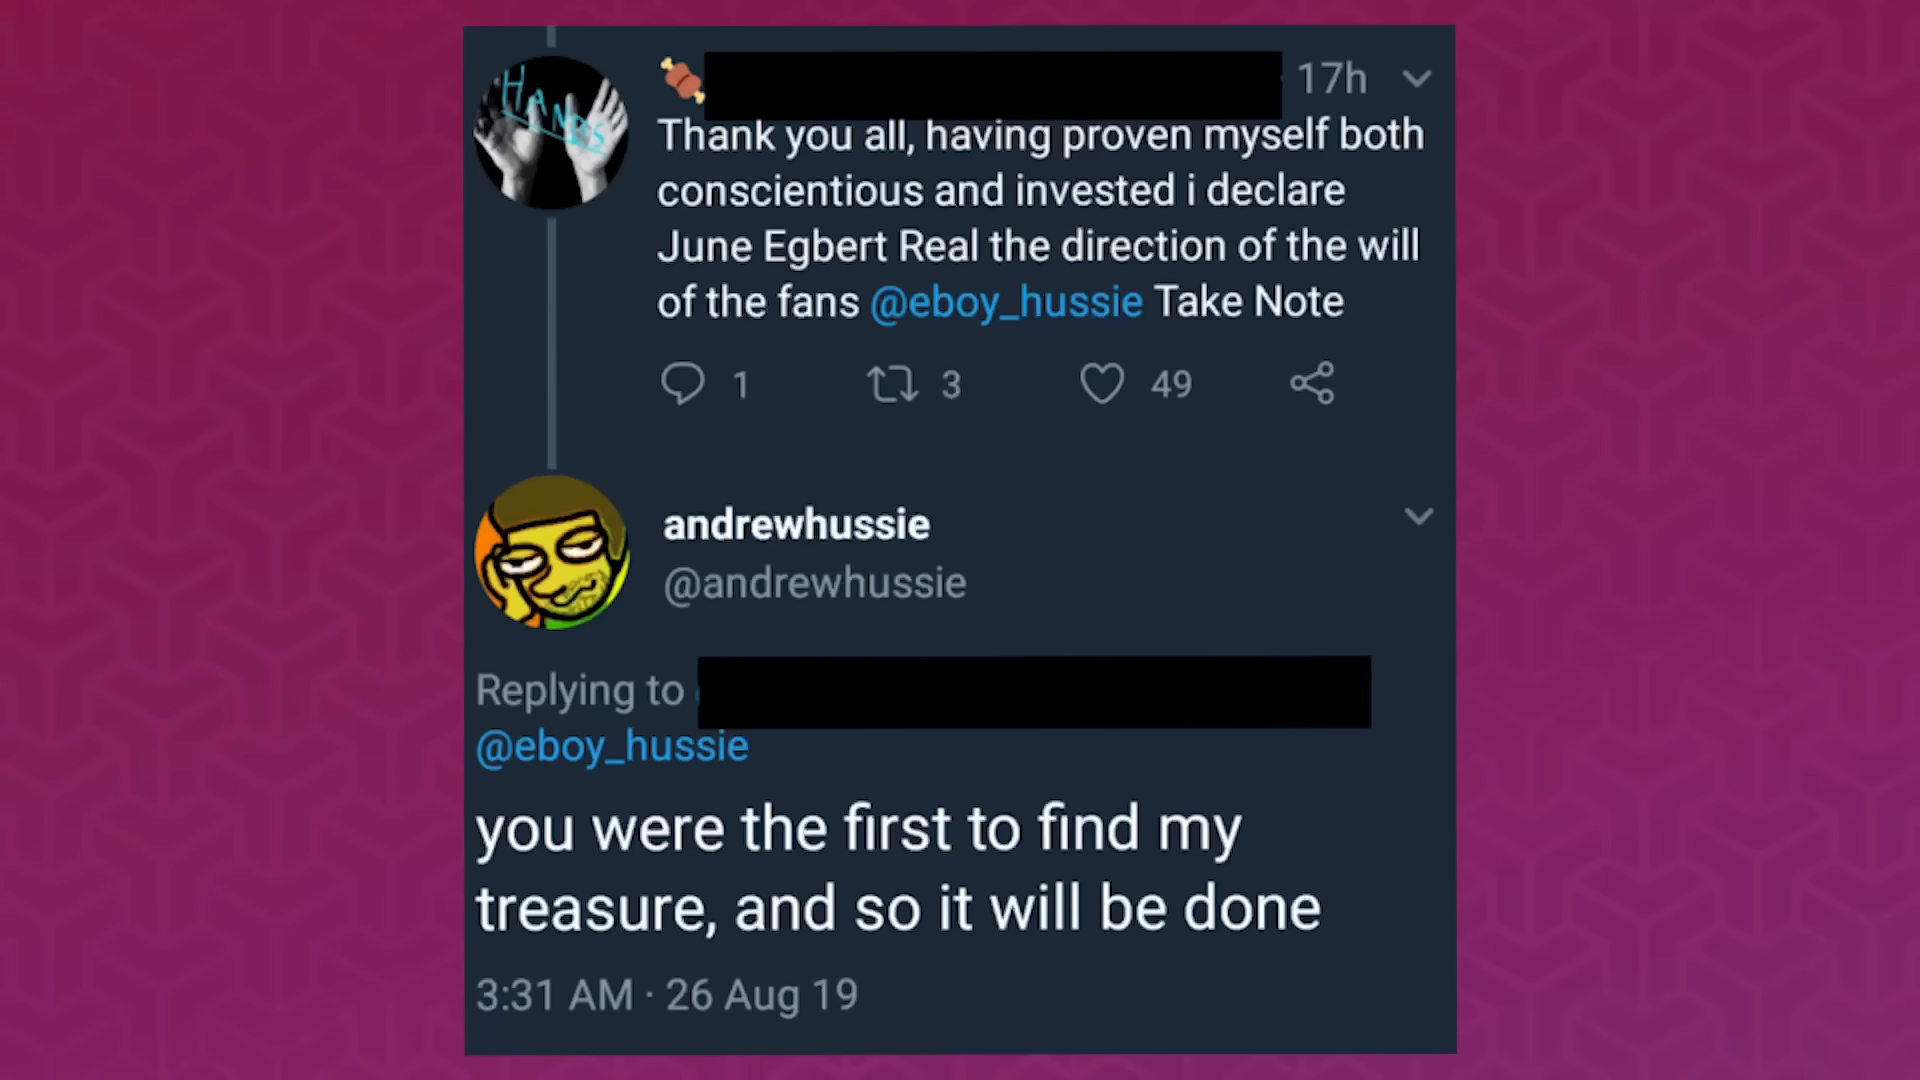 HANDS
17h
Thank you all, having proven myself both
conscientious and invested i declare
June Egbert Real the direction of the will
of the fans @eboy_hussie Take Note
1 3 49
andrewhussie
@andrewhussie
Replying to
@eboy_hussie
you were the first to find my
treasure, and so it will be done
3:31 AM · 26 Aug 19